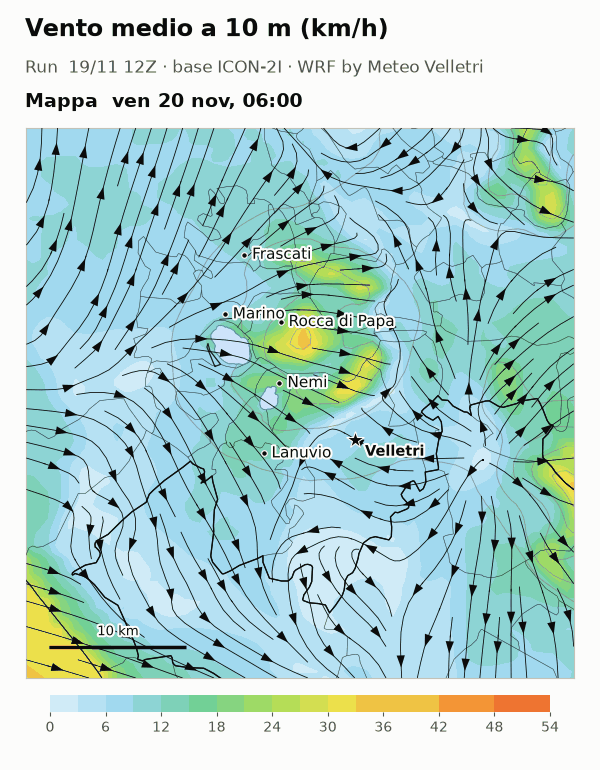 Vento medio a 10 m (km/h)
Run  19/11 12Z · base ICON-2I · WRF by Meteo Velletri
Mappa  ven 20 nov, 06:00
Frascati
Marino
Rocca di Papa
Nemi
Velletri
Lanuvio
10 km
0 6 12 18 24 30 36 42 48 54